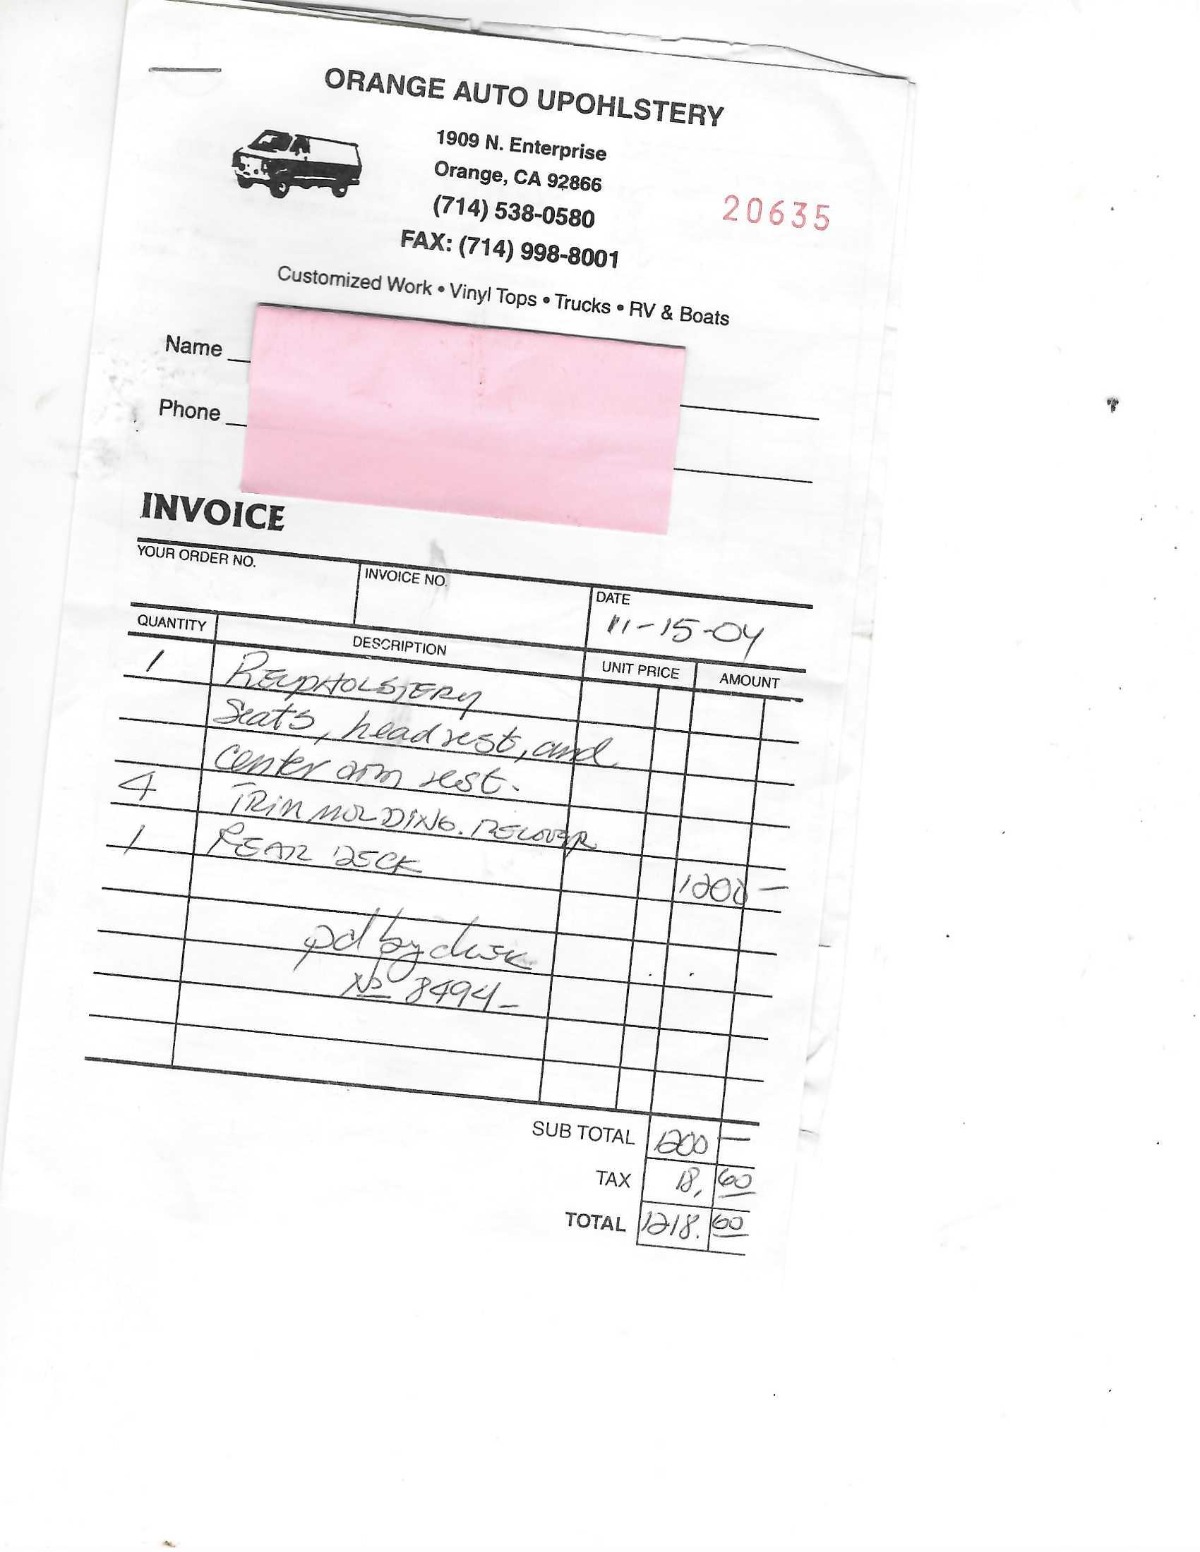 ORANGE AUTO UPOHLSTERY
1909 N. Enterprise
Orange, CA 92866
(714) 538-0580
20635
FAX: (714) 998-8001
Customized Work • Vinyl Tops • Trucks • RV & Boats
Name
Phone
INVOICE
YOUR ORDER NO.
INVOICE NO.
DATE
11-15-04
QUANTITY
DESCRIPTION
UNIT PRICE
AMOUNT
1 REUPHOLSTERY
Seats, head rest, and
center arm rest.
4 TRIM MOLDING. RECOVER
1 REAR DECK
1200 —
pd by check
No 8494 -
SUB TOTAL 1200 —
TAX 18, 60
TOTAL 1218. 60